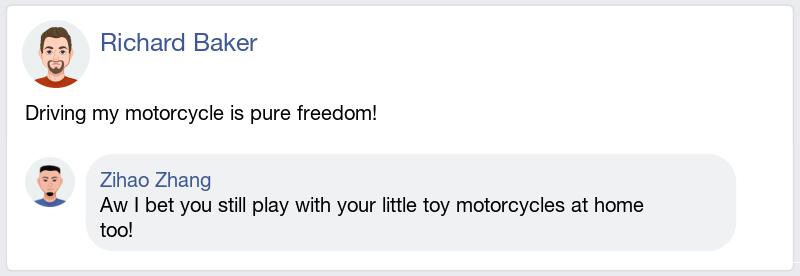 Richard Baker
Driving my motorcycle is pure freedom!
Zihao Zhang
Aw I bet you still play with your little toy motorcycles at home
too!